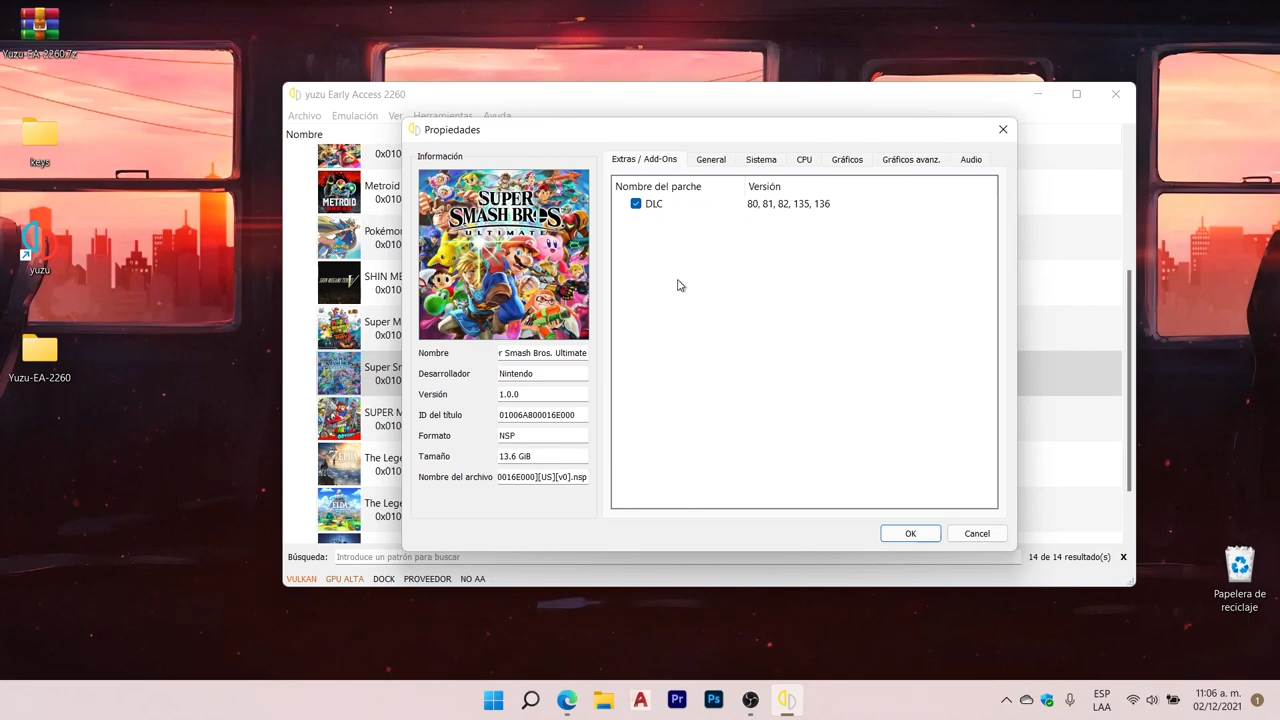 Yuzu-EA-2260.7z
keys
yuzu
Yuzu-EA-2260
yuzu Early Access 2260
Archivo Emulación Ver Herramientas Ayuda
Nombre
0x010
Metroid
0x010
Pokémon
0x010
SHIN ME
0x010
Super M
0x010
Super Sm
0x010
SUPER M
0x010
The Lege
0x010
The Lege
0x010
Propiedades
Información
SUPER
SMASH BROS.
ULTIMATE
Nombre r Smash Bros. Ultimate
Desarrollador Nintendo
Versión 1.0.0
ID del título 01006A800016E000
Formato NSP
Tamaño 13.6 GiB
Nombre del archivo 0016E000][US][v0].nsp
Extras / Add-Ons General Sistema CPU Gráficos Gráficos avanz. Audio
Nombre del parche Versión
DLC 80, 81, 82, 135, 136
OK Cancel
Búsqueda: Introduce un patrón para buscar 14 de 14 resultado(s) X
VULKAN GPU ALTA DOCK PROVEEDOR NO AA
Papelera de
reciclaje
ESP
LAA
11:06 a. m.
02/12/2021
1